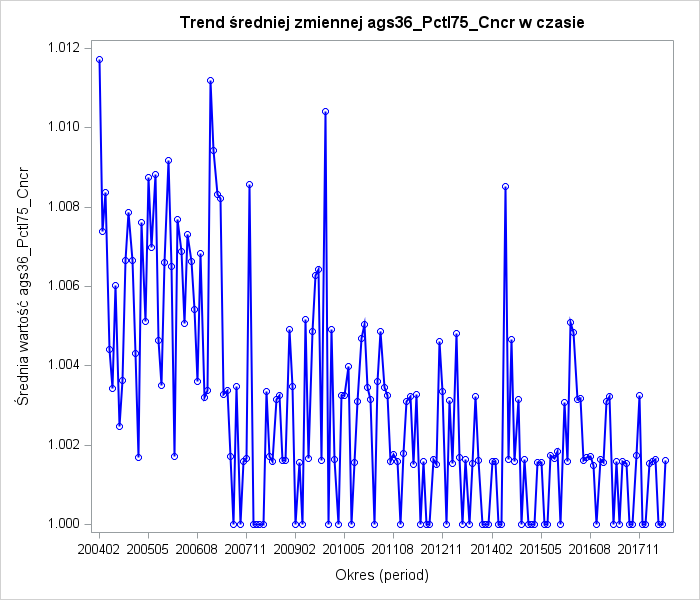 Trend średniej zmiennej ags36_Pctl75_Cncr w czasie
Średnia wartość ags36_Pctl75_Cncr
1.012
1.010
1.008
1.006
1.004
1.002
1.000
200402 200505 200608 200711 200902 201005 201108 201211 201402 201505 201608 201711
Okres (period)